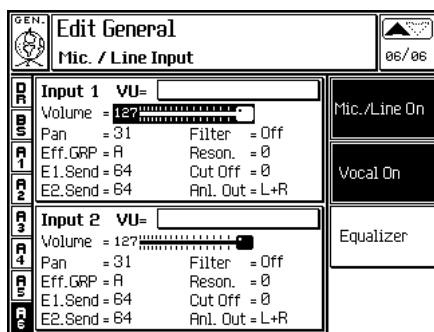 GEN.
Edit General
Mic. / Line Input
06/06
DR
BS
A1
A2
A3
A4
A5
A6
Input 1 VU=
Volume = 127
Pan = 31 Filter = Off
Eff.GRP = A Reson. = 0
E1.Send = 64 Cut Off = 0
E2.Send = 64 Anl. Out = L+R
Input 2 VU=
Volume = 127
Pan = 31 Filter = Off
Eff.GRP = A Reson. = 0
E1.Send = 64 Cut Off = 0
E2.Send = 64 Anl. Out = L+R
Mic./Line On
Vocal On
Equalizer